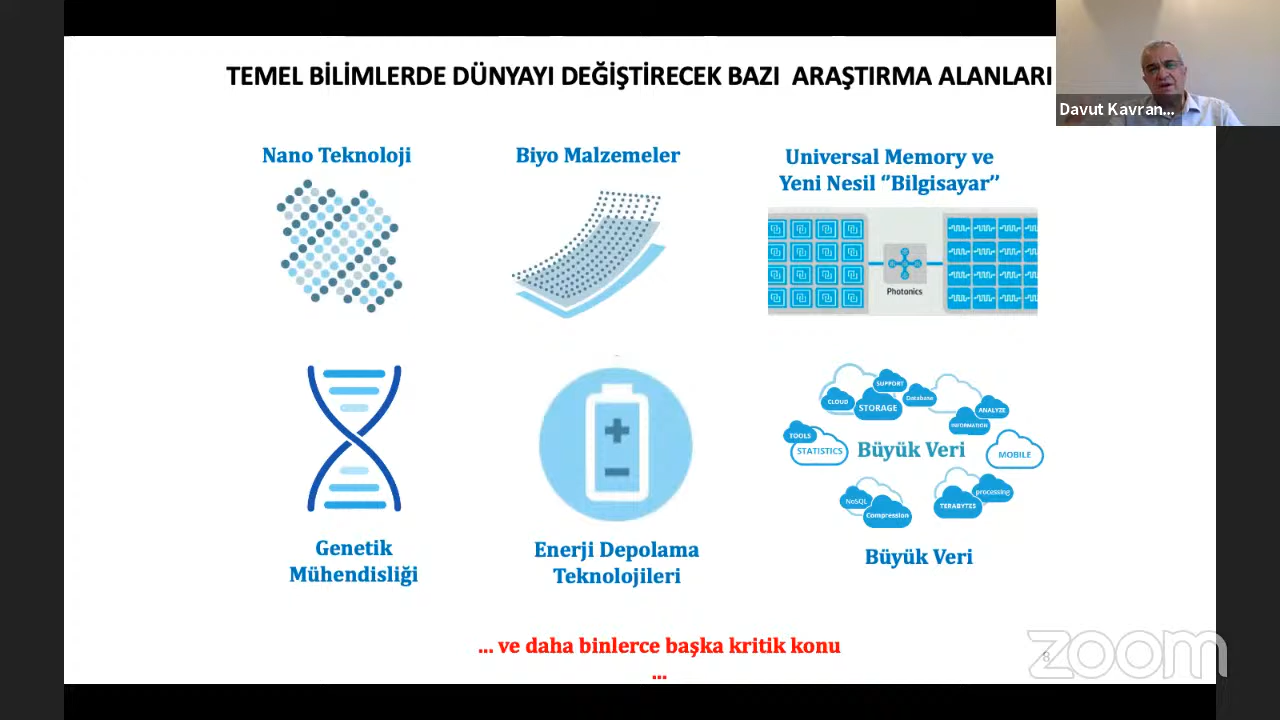 TEMEL BİLİMLERDE DÜNYAYI DEĞİŞTİRECEK BAZI ARAŞTIRMA ALANLARI
Davut Kavran...
Nano Teknoloji
Biyo Malzemeler
Universal Memory ve
Yeni Nesil ‘‘Bilgisayar’’
Photonics
SUPPORT
CLOUD
STORAGE
Database
ANALYZE
INFORMATION
TOOLS
STATISTICS
Büyük Veri
MOBILE
NoSQL
Compression
processing
TERABYTES
Genetik
Mühendisliği
Enerji Depolama
Teknolojileri
Büyük Veri
... ve daha binlerce başka kritik konu
...
8
zoom